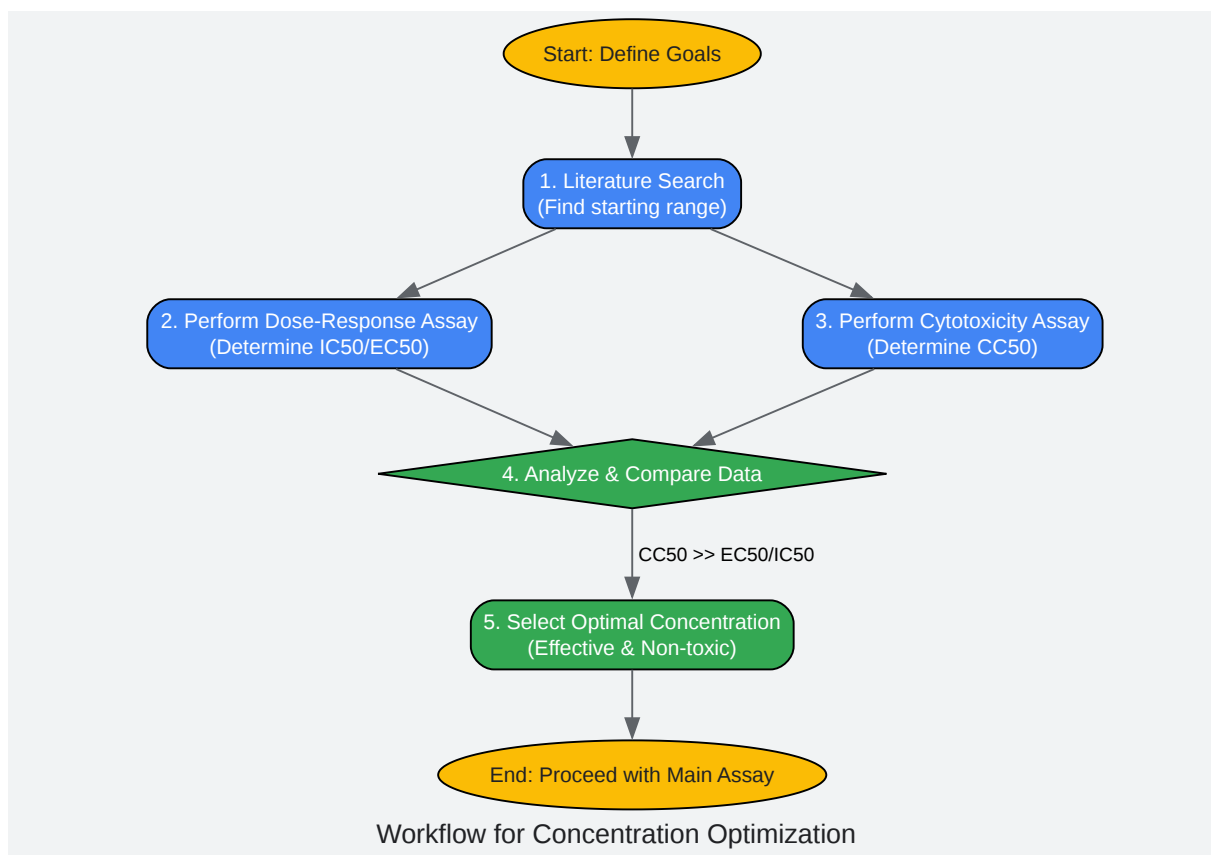 Start: Define Goals
1. Literature Search
(Find starting range)
2. Perform Dose-Response Assay
(Determine IC50/EC50)
3. Perform Cytotoxicity Assay
(Determine CC50)
4. Analyze & Compare Data
CC50 >> EC50/IC50
5. Select Optimal Concentration
(Effective & Non-toxic)
End: Proceed with Main Assay
Workflow for Concentration Optimization